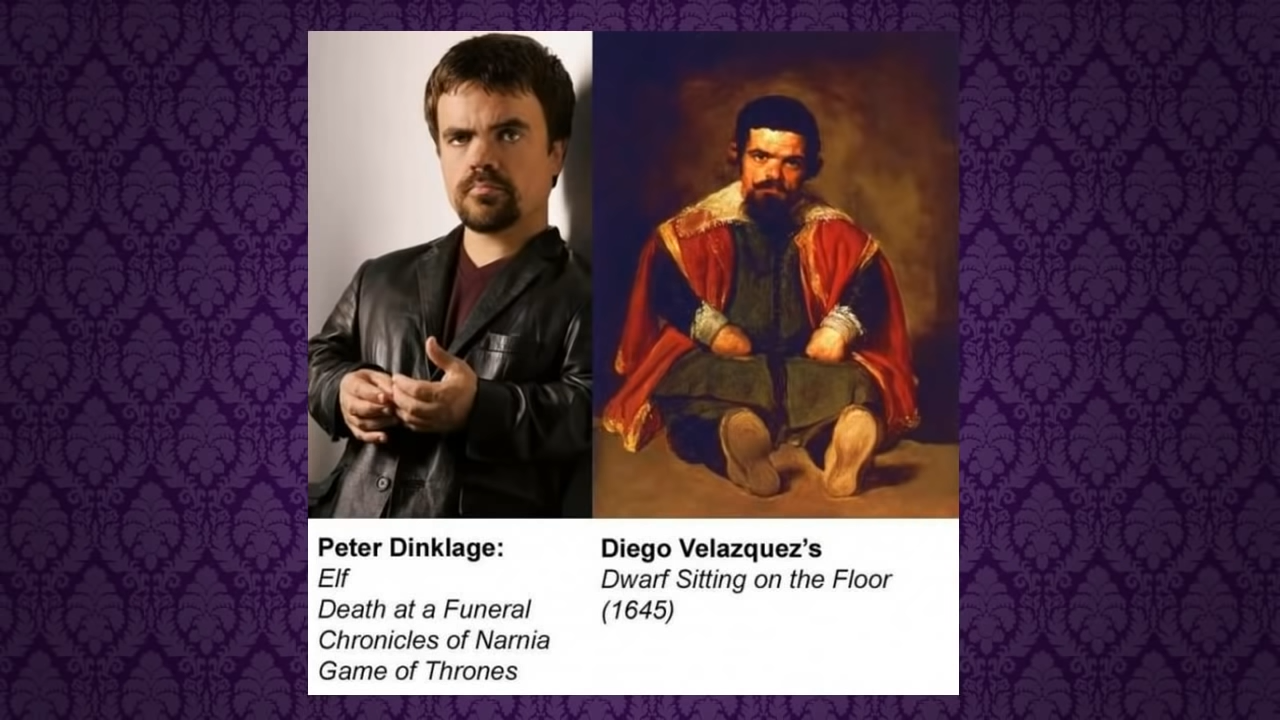 Peter Dinklage:
Elf
Death at a Funeral
Chronicles of Narnia
Game of Thrones
Diego Velazquez’s
Dwarf Sitting on the Floor
(1645)